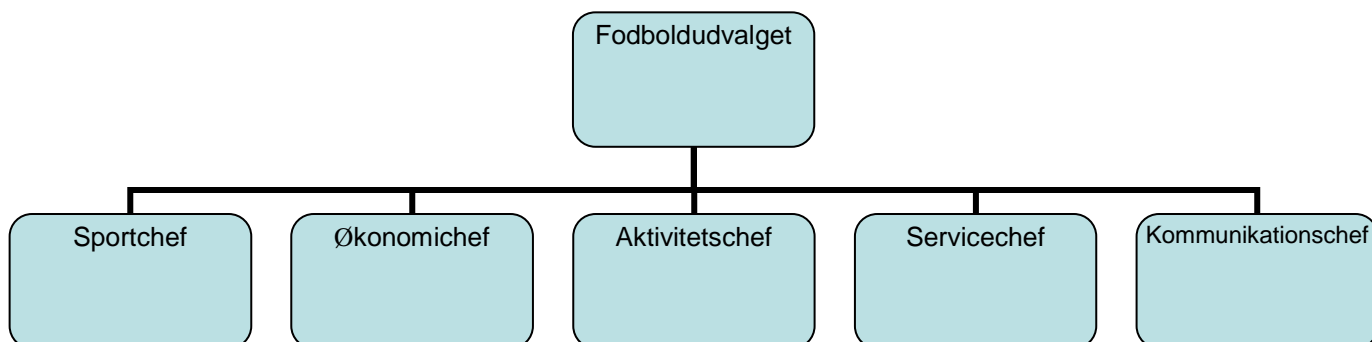 Fodboldudvalget
Sportchef
Økonomichef
Aktivitetschef
Servicechef
Kommunikationschef